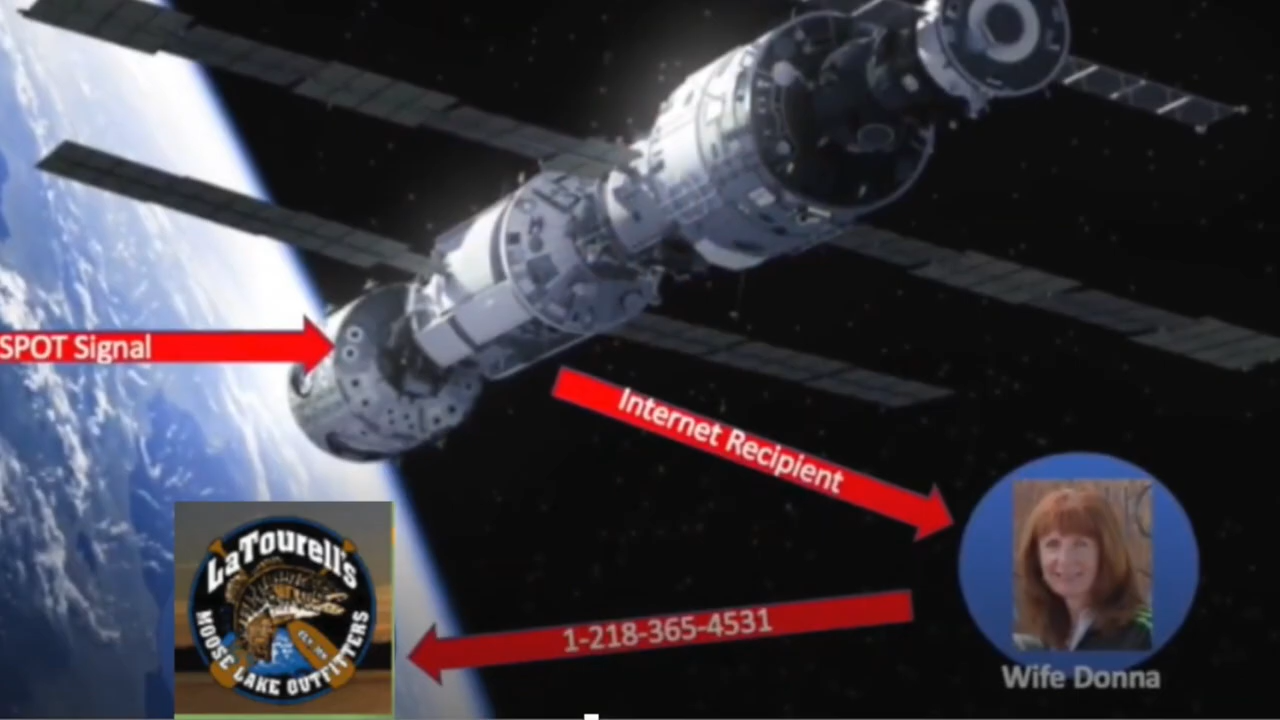 SPOT Signal
Internet Recipient
1-218-365-4531
Wife Donna
LaTourell's
MOOSE LAKE OUTFITTERS